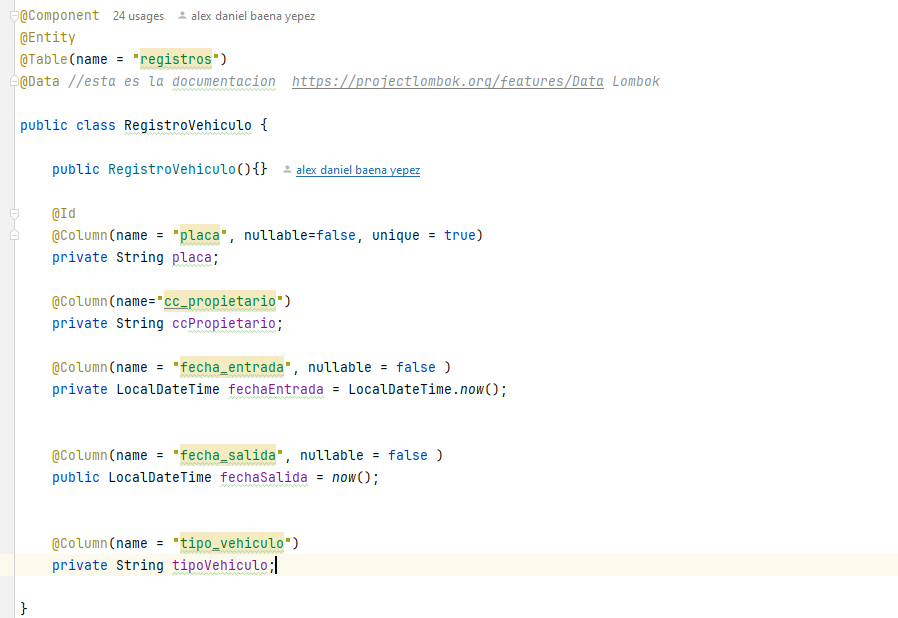 @Component 24 usages alex daniel baena yepez
@Entity
@Table(name = "registros")
@Data //esta es la documentacion  https://projectlombok.org/features/Data Lombok
public class RegistroVehiculo {
public RegistroVehiculo(){} alex daniel baena yepez
@Id
@Column(name = "placa", nullable=false, unique = true)
private String placa;
@Column(name="cc_propietario")
private String ccPropietario;
@Column(name = "fecha_entrada", nullable = false )
private LocalDateTime fechaEntrada = LocalDateTime.now();
@Column(name = "fecha_salida", nullable = false )
public LocalDateTime fechaSalida = now();
@Column(name = "tipo_vehiculo")
private String tipoVehiculo;
}